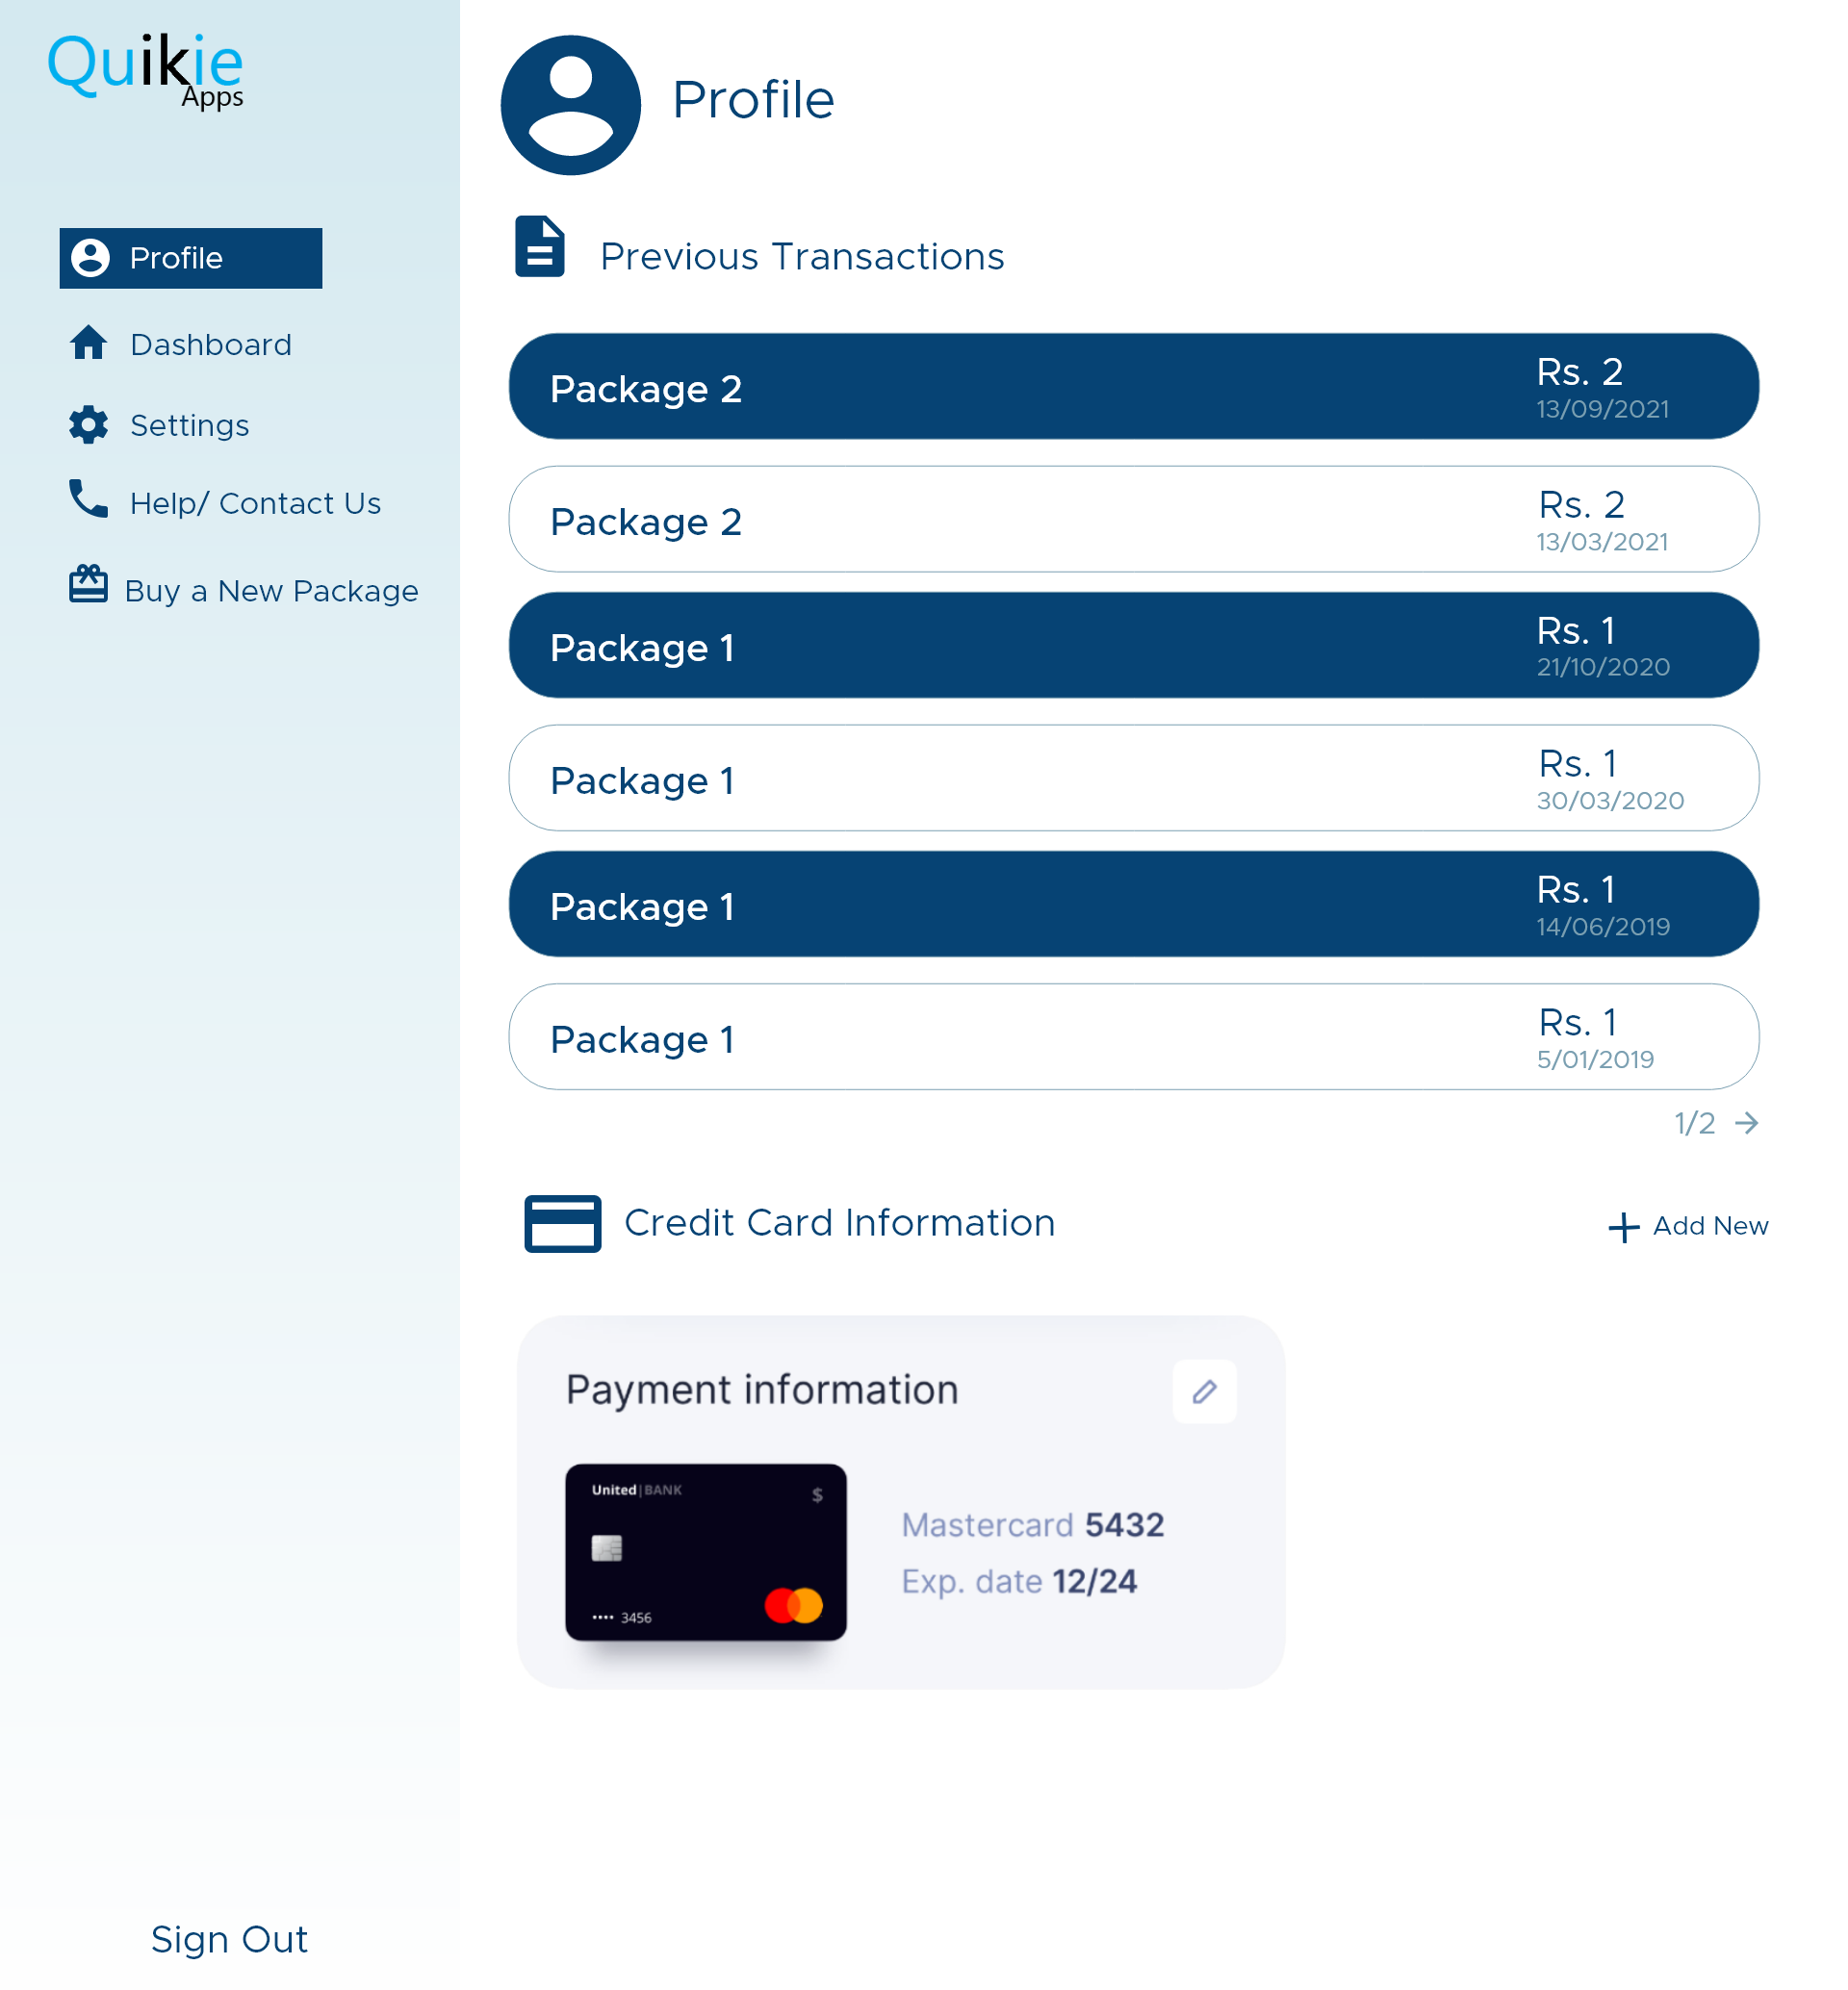 Quikie
Apps
Profile
Dashboard
Settings
Help/ Contact Us
Buy a New Package
Sign Out
Profile
Previous Transactions
Package 2
Rs. 2
13/09/2021
Package 2
Rs. 2
13/03/2021
Package 1
Rs. 1
21/10/2020
Package 1
Rs. 1
30/03/2020
Package 1
Rs. 1
14/06/2019
Package 1
Rs. 1
5/01/2019
1/2 →
Credit Card Information
+ Add New
Payment information
United|BANK
$
•••• 3456
Mastercard 5432
Exp. date 12/24